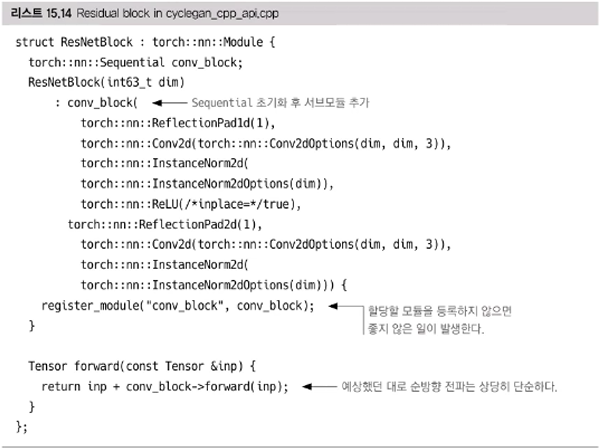 리스트 15.14 Residual block in cyclegan_cpp_api.cpp
struct ResNetBlock : torch::nn::Module {
torch::nn::Sequential conv_block;
ResNetBlock(int63_t dim)
: conv_block( Sequential 초기화 후 서브모듈 추가
torch::nn::ReflectionPad1d(1),
torch::nn::Conv2d(torch::nn::Conv2dOptions(dim, dim, 3)),
torch::nn::InstanceNorm2d(
torch::nn::InstanceNorm2dOptions(dim)),
torch::nn::ReLU(/*inplace=*/true),
torch::nn::ReflectionPad2d(1),
torch::nn::Conv2d(torch::nn::Conv2dOptions(dim, dim, 3)),
torch::nn::InstanceNorm2d(
torch::nn::InstanceNorm2dOptions(dim))) {
register_module("conv_block", conv_block); 할당할 모듈을 등록하지 않으면
좋지 않은 일이 발생한다.
}
Tensor forward(const Tensor &inp) {
return inp + conv_block->forward(inp); 예상했던 대로 순방향 전파는 상당히 단순하다.
}
};